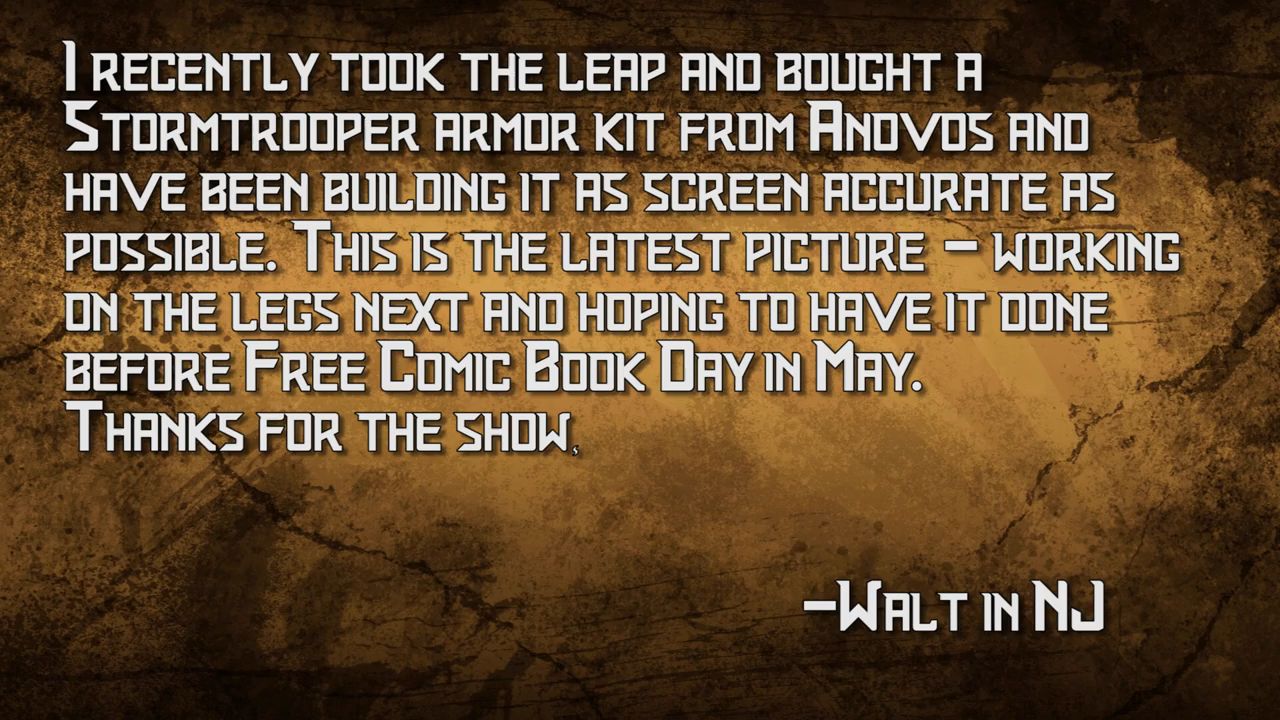 I recently took the leap and bought a
Stormtrooper armor kit from Anovos and
have been building it as screen accurate as
possible. This is the latest picture – working
on the legs next and hoping to have it done
before Free Comic Book Day in May.
Thanks for the show,
–Walt in NJ